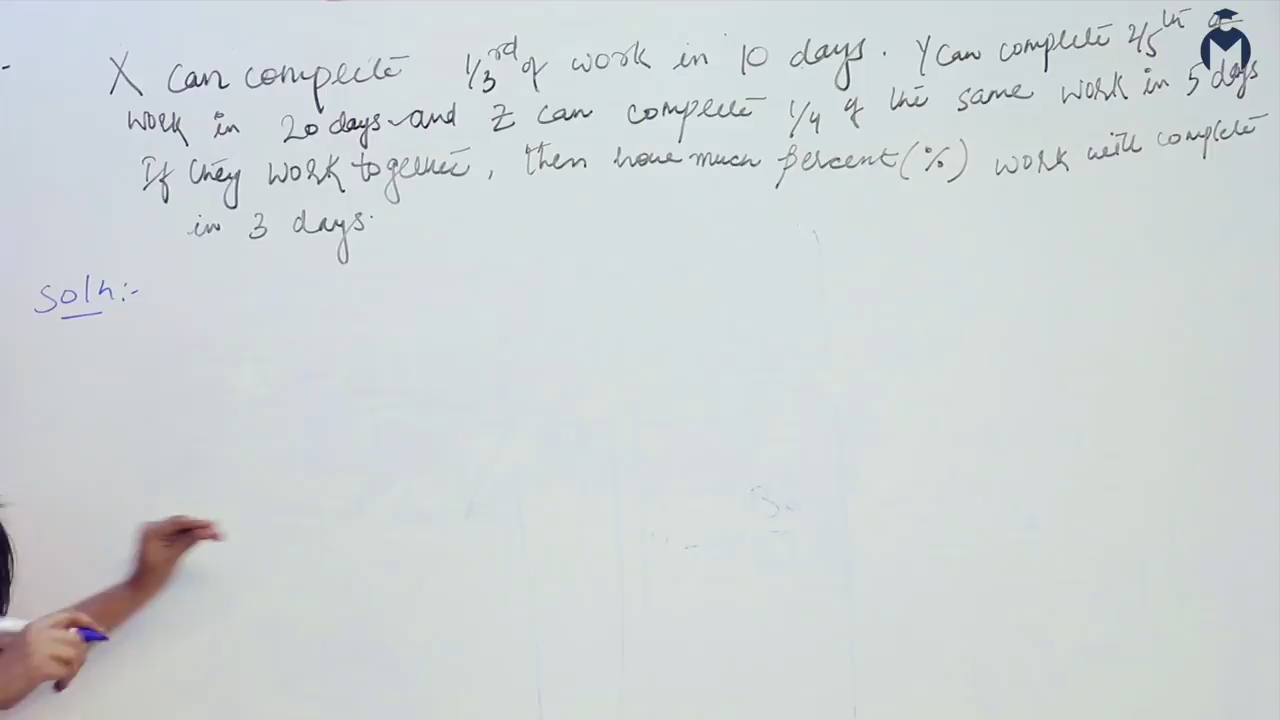 X can complete 1/3rd of work in 10 days. Y can complete 2/5th of
work in 20 days and Z can complete 1/4 of the same work in 5 days
If they work together, then how much percent (%) work will complete
in 3 days.
Soln:-